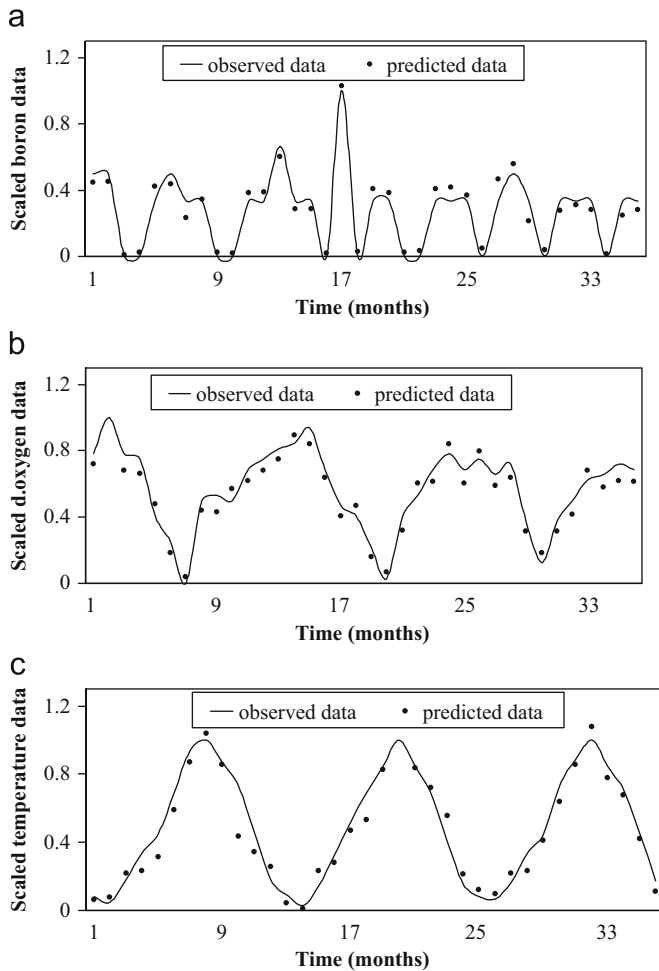 a
1.2
observed data
predicted data
0.8
Scaled boron data
0.4
0
1
9
17
25
33
Time (months)
b
1.2
observed data
predicted data
0.8
Scaled d.oxygen data
0.4
0
1
9
17
25
33
Time (months)
c
1.2
observed data
predicted data
0.8
Scaled temperature data
0.4
0
1
9
17
25
33
Time (months)